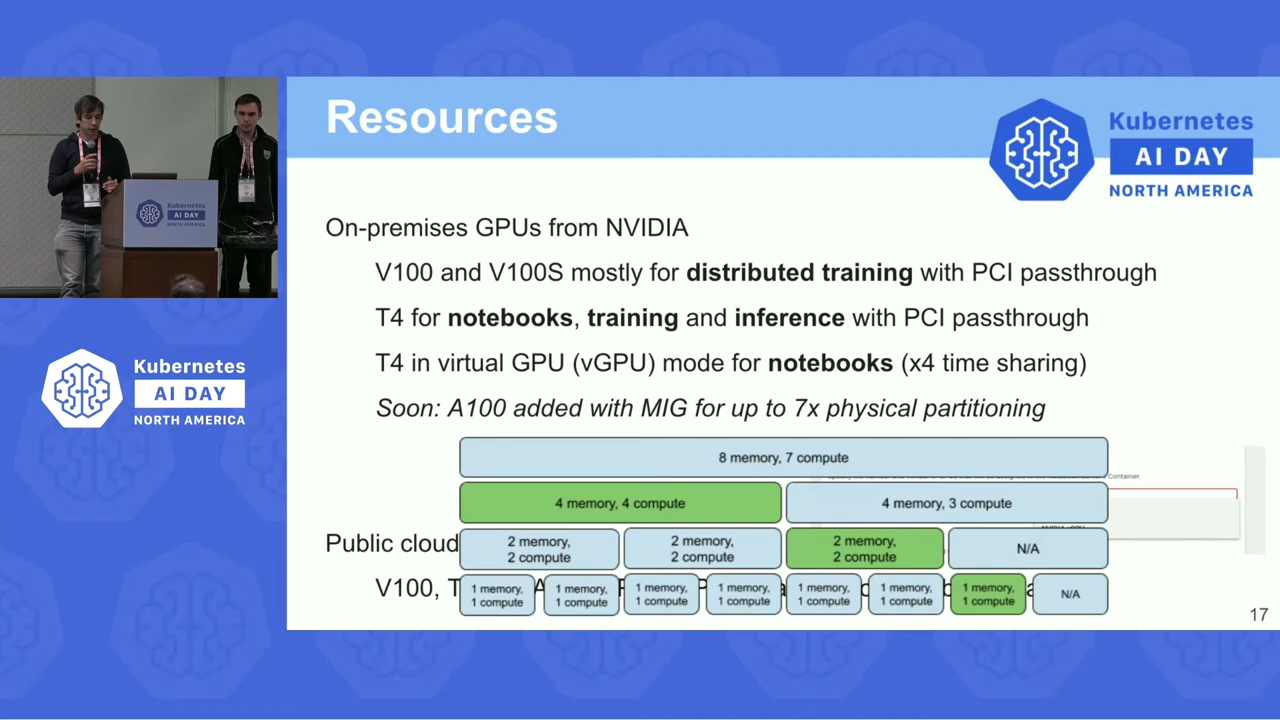 Resources
Kubernetes
AI DAY
NORTH AMERICA
On-premises GPUs from NVIDIA
V100 and V100S mostly for distributed training with PCI passthrough
T4 for notebooks, training and inference with PCI passthrough
T4 in virtual GPU (vGPU) mode for notebooks (x4 time sharing)
Soon: A100 added with MIG for up to 7x physical partitioning
8 memory, 7 compute
Container.
4 memory, 4 compute
4 memory, 3 compute
Public cloud
2 memory,
2 compute
2 memory,
2 compute
2 memory,
2 compute
N/A
V100, T
1 memory,
1 compute
1 memory,
1 compute
1 memory,
1 compute
1 memory,
1 compute
1 memory,
1 compute
1 memory,
1 compute
1 memory,
1 compute
N/A
17
Kubernetes
AI DAY
NORTH AMERICA
Kubernetes
AI DAY
NORTH AMERICA